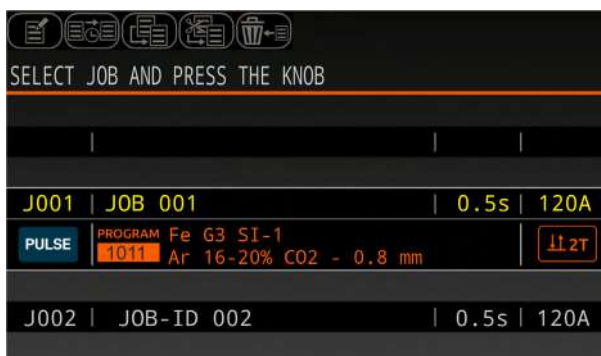 SELECT JOB AND PRESS THE KNOB
J001 | JOB 001 | 0.5s | 120A
PULSE PROGRAM 1011 Fe G3 SI-1 2T
Ar 16-20% CO2 - 0.8 mm
J002 | JOB-ID 002 | 0.5s | 120A